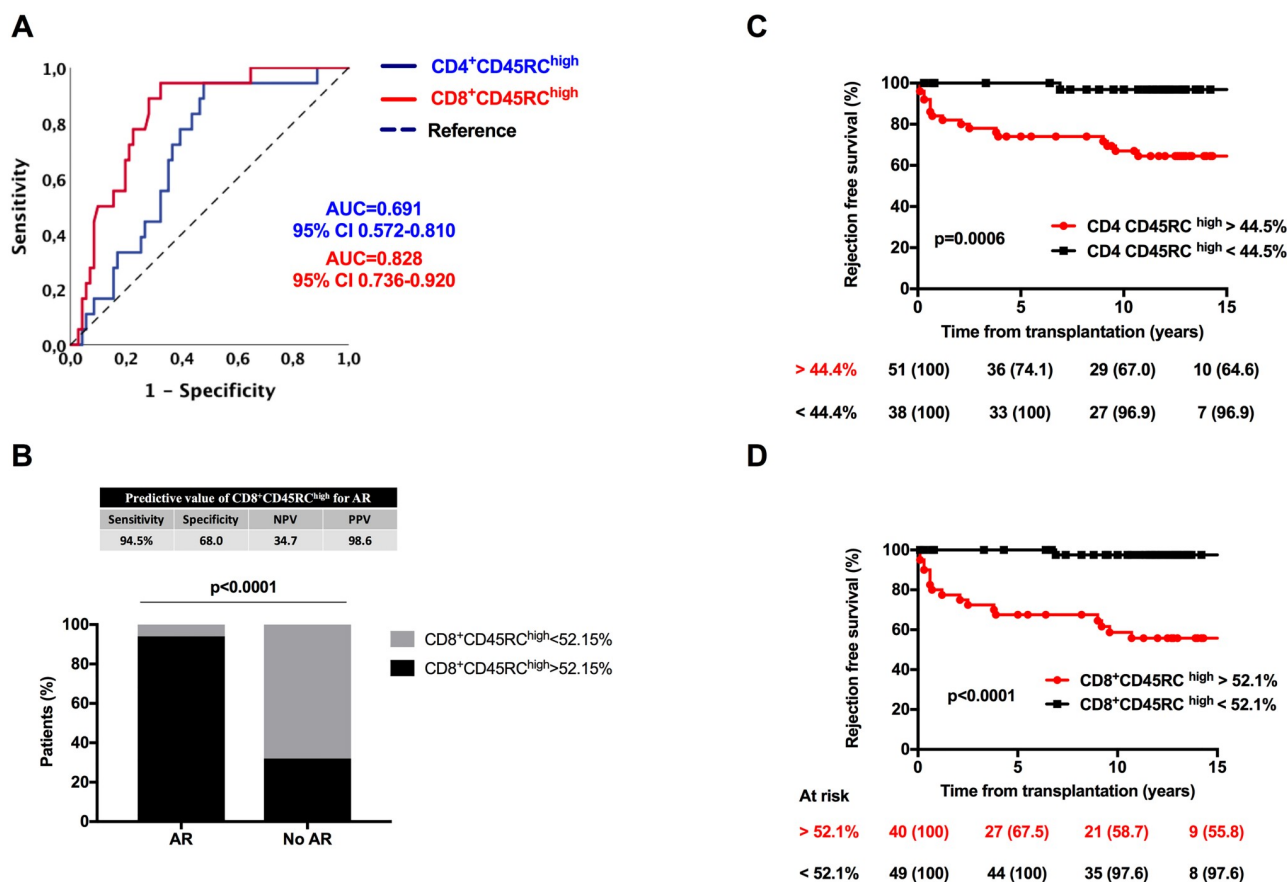 A
1,0
0,8
0,6
0,4
0,2
0,0
0,0 0,2 0,4 0,6 0,8 1,0
Sensitivity
1 – Specificity
CD4+CD45RChigh
CD8+CD45RChigh
Reference
AUC=0.691
95% CI 0.572-0.810
AUC=0.828
95% CI 0.736-0.920
B
Predictive value of CD8+CD45RChigh for AR
Sensitivity Specificity NPV PPV
94.5% 68.0 34.7 98.6
p<0.0001
100
80
60
40
20
0
Patients (%)
AR No AR
CD8+CD45RChigh<52.15%
CD8+CD45RChigh>52.15%
C
100
80
60
40
20
0
Rejection free survival (%)
p=0.0006
CD4 CD45RC high > 44.5%
CD4 CD45RC high < 44.5%
0 5 10 15
Time from transplantation (years)
> 44.4% 51 (100) 36 (74.1) 29 (67.0) 10 (64.6)
< 44.4% 38 (100) 33 (100) 27 (96.9) 7 (96.9)
D
100
80
60
40
20
0
Rejection free survival (%)
p<0.0001
CD8+CD45RC high > 52.1%
CD8+CD45RC high < 52.1%
0 5 10 15
Time from transplantation (years)
At risk
> 52.1% 40 (100) 27 (67.5) 21 (58.7) 9 (55.8)
< 52.1% 49 (100) 44 (100) 35 (97.6) 8 (97.6)